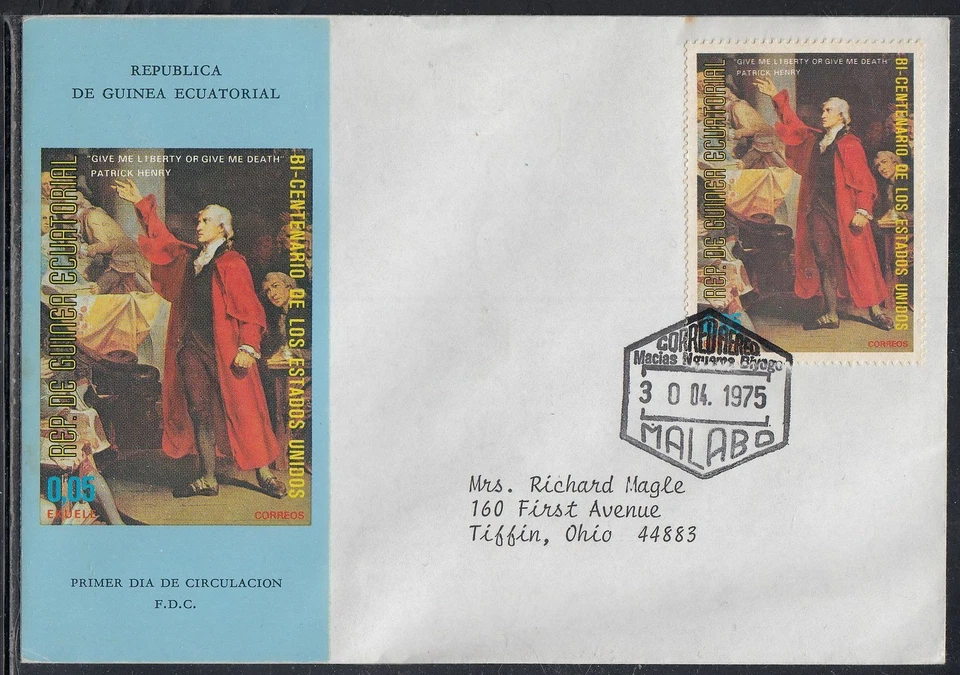 REPUBLICA
DE GUINEA ECUATORIAL
"GIVE ME LIBERTY OR GIVE ME DEATH"
PATRICK HENRY
REP. DE GUINEA ECUATORIAL
BI-CENTENARIO DE LOS ESTADOS UNIDOS
0,05
EKUELE
CORREOS
PRIMER DIA DE CIRCULACION
F.D.C.
"GIVE ME LIBERTY OR GIVE ME DEATH"
PATRICK HENRY
REP. DE GUINEA ECUATORIAL
BI-CENTENARIO DE LOS ESTADOS UNIDOS
CORREOS
CORREO AEREO
Macias Nguema Biyogo
3 0 04. 1975
MALABO
Mrs. Richard Magle
160 First Avenue
Tiffin, Ohio 44883